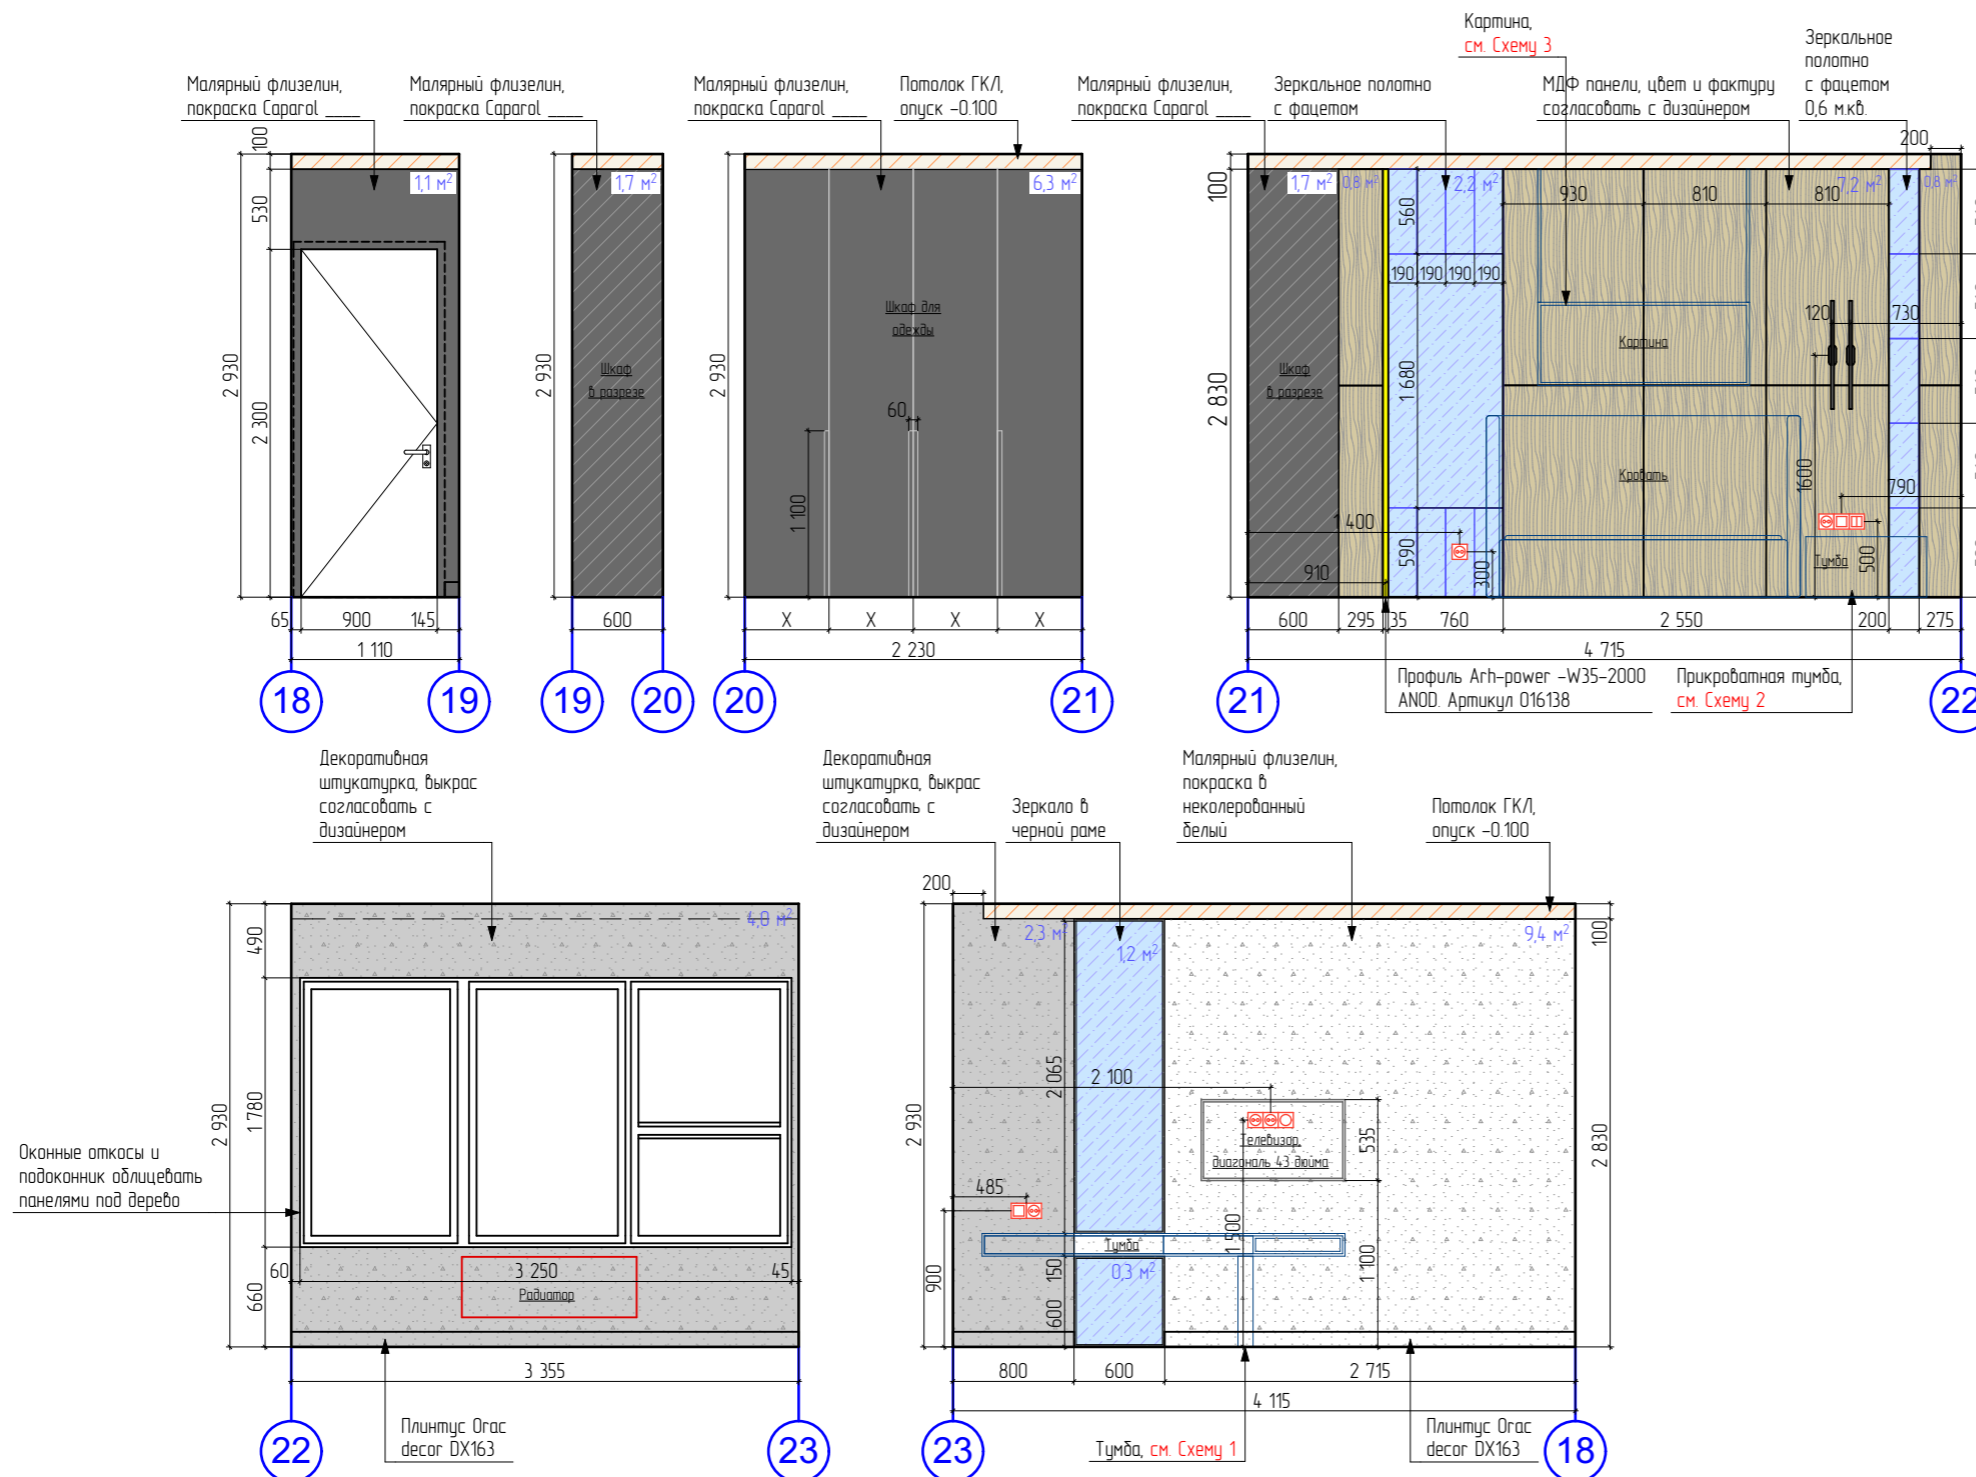 Малярный флизелин,
покраска Caparol ____
Малярный флизелин,
покраска Caparol ____
Малярный флизелин,
покраска Caparol ____
Потолок ГКЛ,
опуск -0.100
Малярный флизелин,
покраска Caparol ____
Зеркальное полотно
с фацетом
Картина,
см. Схему 3
МДФ панели, цвет и фактуру
согласовать с дизайнером
Зеркальное
полотно
с фацетом
0,6 м.кв.
100
530
2 930
2 300
1,1 м²
65
900
145
1 110
18
19
2 930
1,7 м²
Шкаф
в разрезе
600
19
20
2 930
6,3 м²
Шкаф для
одежды
60
1 100
X
X
X
X
2 230
20
21
100
2 830
1,7 м²
0,8 м²
2,2 м²
7,2 м²
0,8 м²
200
930
810
810
560
190
190
190
190
1 680
590
Шкаф
в разрезе
Картина
Кровать
Тумба
120
730
1600
790
500
300
1 400
910
600
295
35
760
2 550
200
275
4 715
21
22
Профиль Arh-power -W35-2000
ANOD. Артикул 016138
Прикроватная тумба,
см. Схему 2
Декоративная
штукатурка, выкрас
согласовать с
дизайнером
4,0 м²
490
2 930
1 780
660
Оконные откосы и
подоконник облицевать
панелями под дерево
60
3 250
45
Радиатор
3 355
22
23
Плинтус Orac
decor DX163
Декоративная
штукатурка, выкрас
согласовать с
дизайнером
Зеркало в
черной раме
Малярный флизелин,
покраска в
неколерованный
белый
Потолок ГКЛ,
опуск -0.100
200
2,3 м²
1,2 м²
9,4 м²
100
2 930
2 065
2 100
2 830
535
Телевизор,
диагональ 43 дюйма
485
1 500
Тумба
900
150
0,3 м²
1 100
600
800
600
2 715
4 115
23
18
Тумба, см. Схему 1
Плинтус Orac
decor DX163